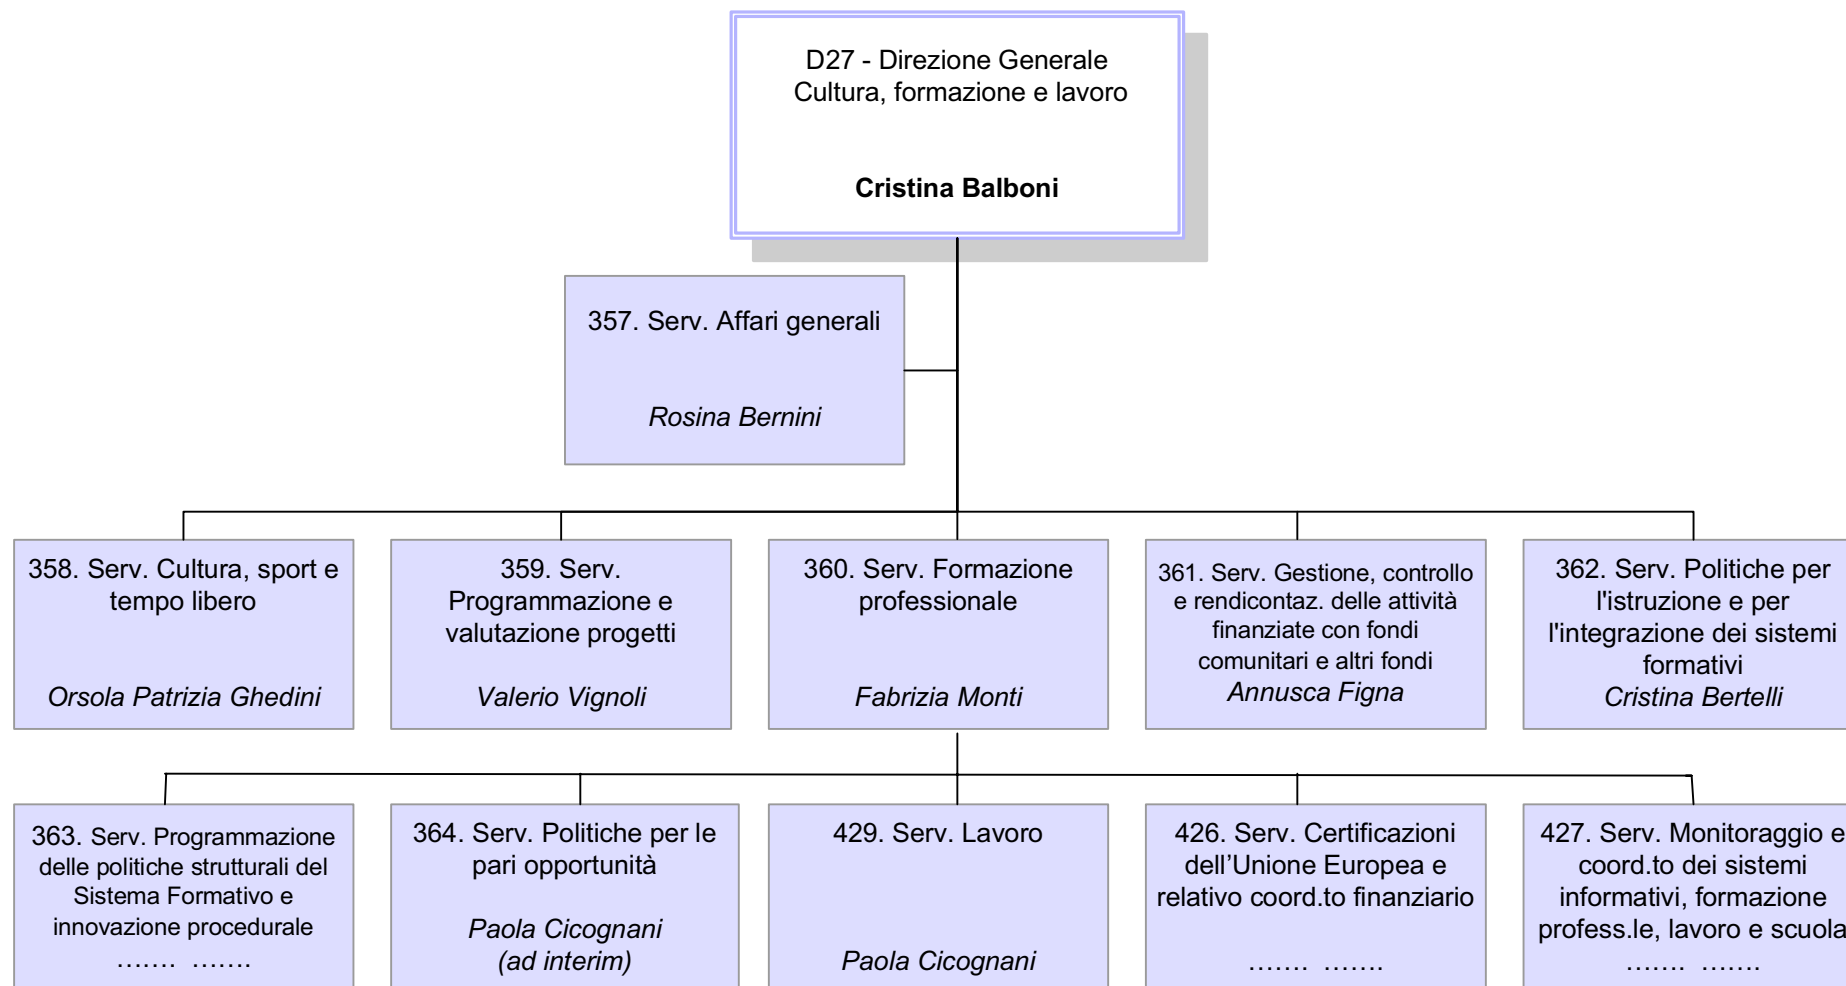 D27 - Direzione Generale
Cultura, formazione e lavoro
Cristina Balboni
357. Serv. Affari generali
Rosina Bernini
358. Serv. Cultura, sport e
tempo libero
Orsola Patrizia Ghedini
359. Serv.
Programmazione e
valutazione progetti
Valerio Vignoli
360. Serv. Formazione
professionale
Fabrizia Monti
361. Serv. Gestione, controllo
e rendicontaz. delle attività
finanziate con fondi
comunitari e altri fondi
Annusca Figna
362. Serv. Politiche per
l'istruzione e per
l'integrazione dei sistemi
formativi
Cristina Bertelli
363. Serv. Programmazione
delle politiche strutturali del
Sistema Formativo e
innovazione procedurale
……. …….
364. Serv. Politiche per le
pari opportunità
Paola Cicognani
(ad interim)
429. Serv. Lavoro
Paola Cicognani
426. Serv. Certificazioni
dell’Unione Europea e
relativo coord.to finanziario
……. …….
427. Serv. Monitoraggio e
coord.to dei sistemi
informativi, formazione
profess.le, lavoro e scuola
……. …….